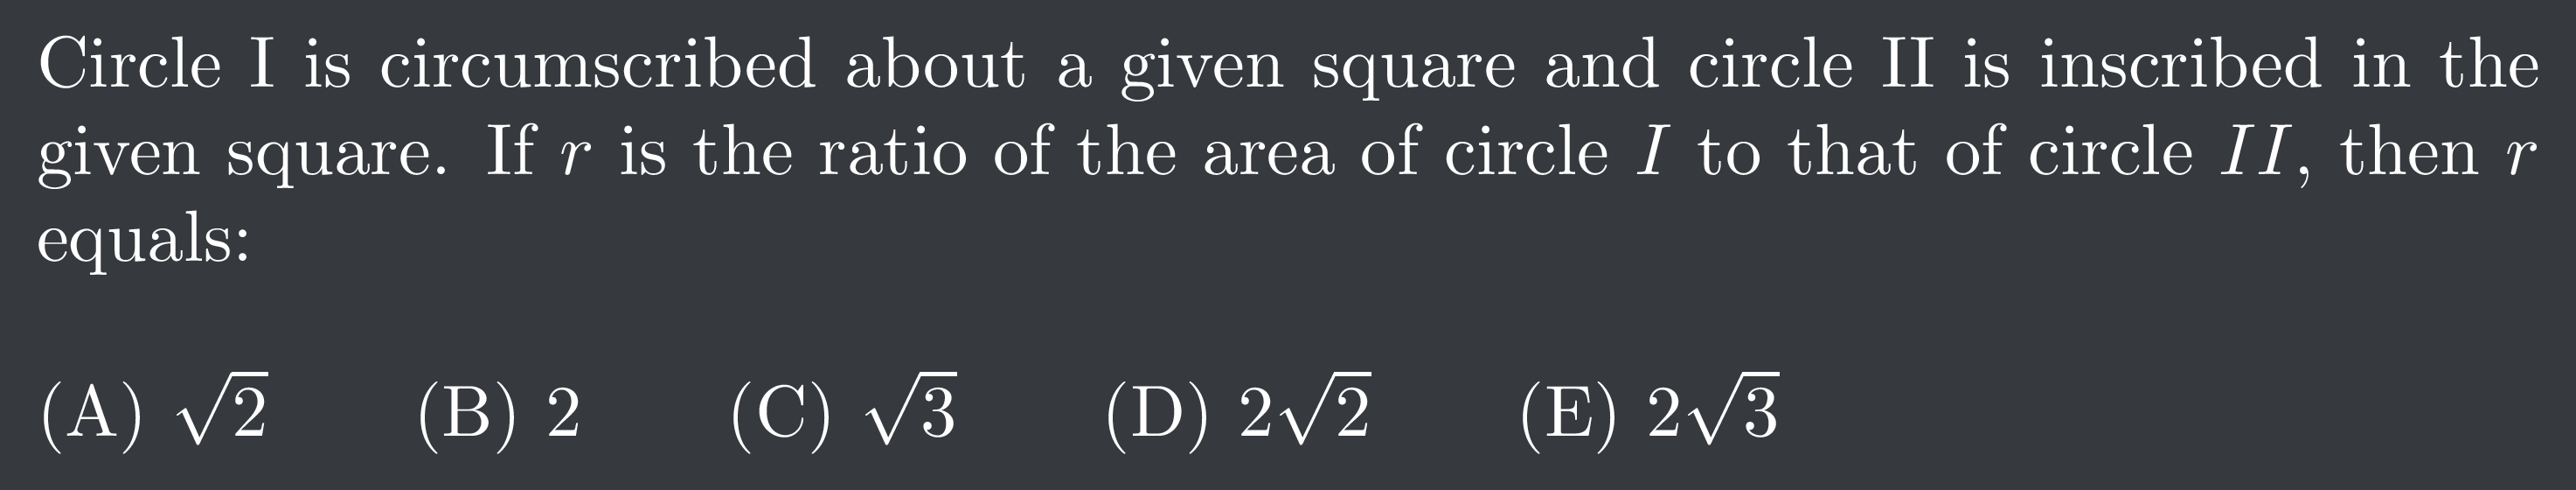 Circle I is circumscribed about a given square and circle II is inscribed in the
given square. If r is the ratio of the area of circle I to that of circle II, then r
equals:
(A) √2 (B) 2 (C) √3 (D) 2√2 (E) 2√3